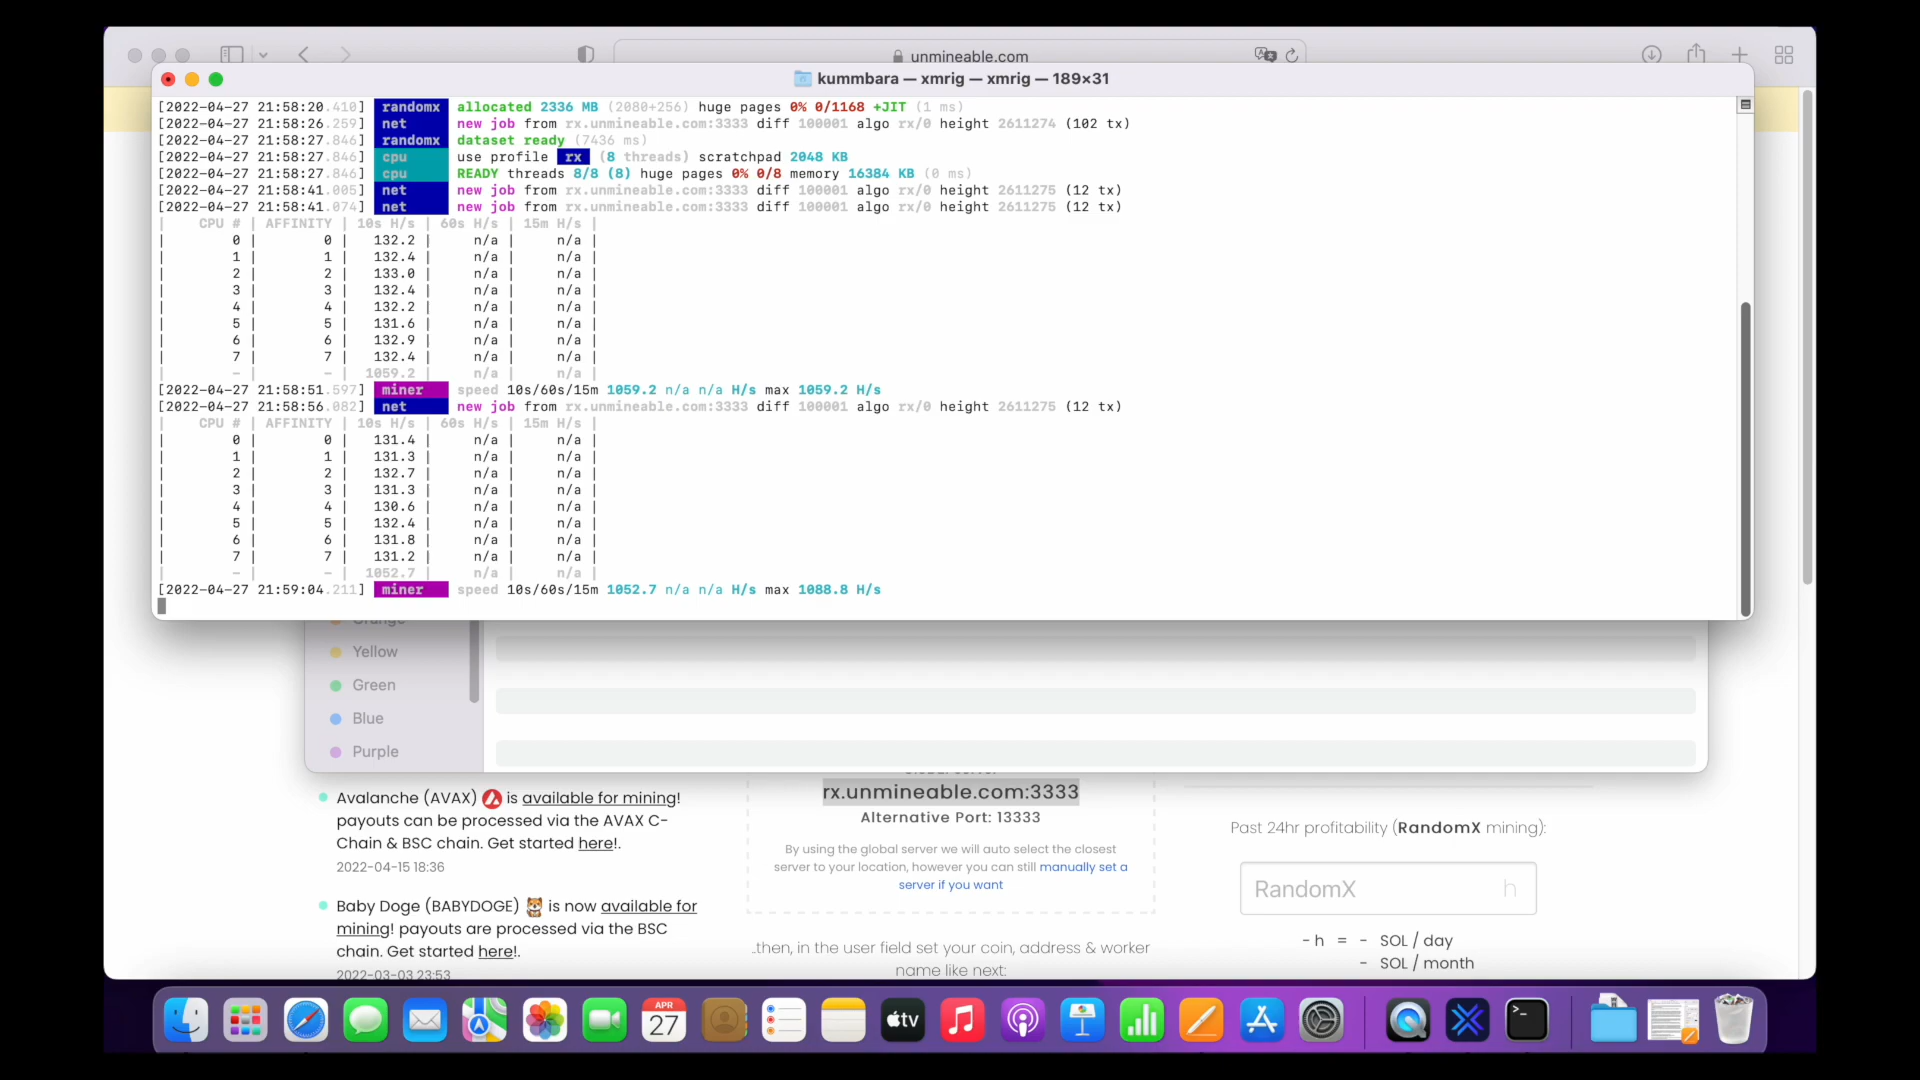 unmineable.com
kummbara — xmrig — xmrig — 189×31
[2022-04-27 21:58:20.410] randomx allocated 2336 MB (2080+256) huge pages 0% 0/1168 +JIT (1 ms)
[2022-04-27 21:58:26.259] net new job from rx.unmineable.com:3333 diff 100001 algo rx/0 height 2611274 (102 tx)
[2022-04-27 21:58:27.846] randomx dataset ready (7436 ms)
[2022-04-27 21:58:27.846] cpu use profile rx (8 threads) scratchpad 2048 KB
[2022-04-27 21:58:27.846] cpu READY threads 8/8 (8) huge pages 0% 0/8 memory 16384 KB (0 ms)
[2022-04-27 21:58:41.005] net new job from rx.unmineable.com:3333 diff 100001 algo rx/0 height 2611275 (12 tx)
[2022-04-27 21:58:41.074] net new job from rx.unmineable.com:3333 diff 100001 algo rx/0 height 2611275 (12 tx)
| CPU # | AFFINITY | 10s H/s | 60s H/s | 15m H/s |
| 0 | 0 | 132.2 | n/a | n/a |
| 1 | 1 | 132.4 | n/a | n/a |
| 2 | 2 | 133.0 | n/a | n/a |
| 3 | 3 | 132.4 | n/a | n/a |
| 4 | 4 | 132.2 | n/a | n/a |
| 5 | 5 | 131.6 | n/a | n/a |
| 6 | 6 | 132.9 | n/a | n/a |
| 7 | 7 | 132.4 | n/a | n/a |
| - | - | 1059.2 | n/a | n/a |
[2022-04-27 21:58:51.597] miner speed 10s/60s/15m 1059.2 n/a n/a H/s max 1059.2 H/s
[2022-04-27 21:58:56.082] net new job from rx.unmineable.com:3333 diff 100001 algo rx/0 height 2611275 (12 tx)
| CPU # | AFFINITY | 10s H/s | 60s H/s | 15m H/s |
| 0 | 0 | 131.4 | n/a | n/a |
| 1 | 1 | 131.3 | n/a | n/a |
| 2 | 2 | 132.7 | n/a | n/a |
| 3 | 3 | 131.3 | n/a | n/a |
| 4 | 4 | 130.6 | n/a | n/a |
| 5 | 5 | 132.4 | n/a | n/a |
| 6 | 6 | 131.8 | n/a | n/a |
| 7 | 7 | 131.2 | n/a | n/a |
| - | - | 1052.7 | n/a | n/a |
[2022-04-27 21:59:04.211] miner speed 10s/60s/15m 1052.7 n/a n/a H/s max 1088.8 H/s
Orange
Yellow
Green
Blue
Purple
Avalanche (AVAX) is available for mining!
payouts can be processed via the AVAX C-
Chain & BSC chain. Get started here!.
2022-04-15 18:36
Baby Doge (BABYDOGE) is now available for
mining! payouts are processed via the BSC
chain. Get started here!.
2022-03-03 23:53
rx.unmineable.com:3333
Alternative Port: 13333
By using the global server we will auto select the closest
server to your location, however you can still manually set a
server if you want
..then, in the user field set your coin, address & worker
name like next:
Past 24hr profitability (RandomX mining):
RandomX h
- h = - SOL / day
- SOL / month
APR
27
tv
>_